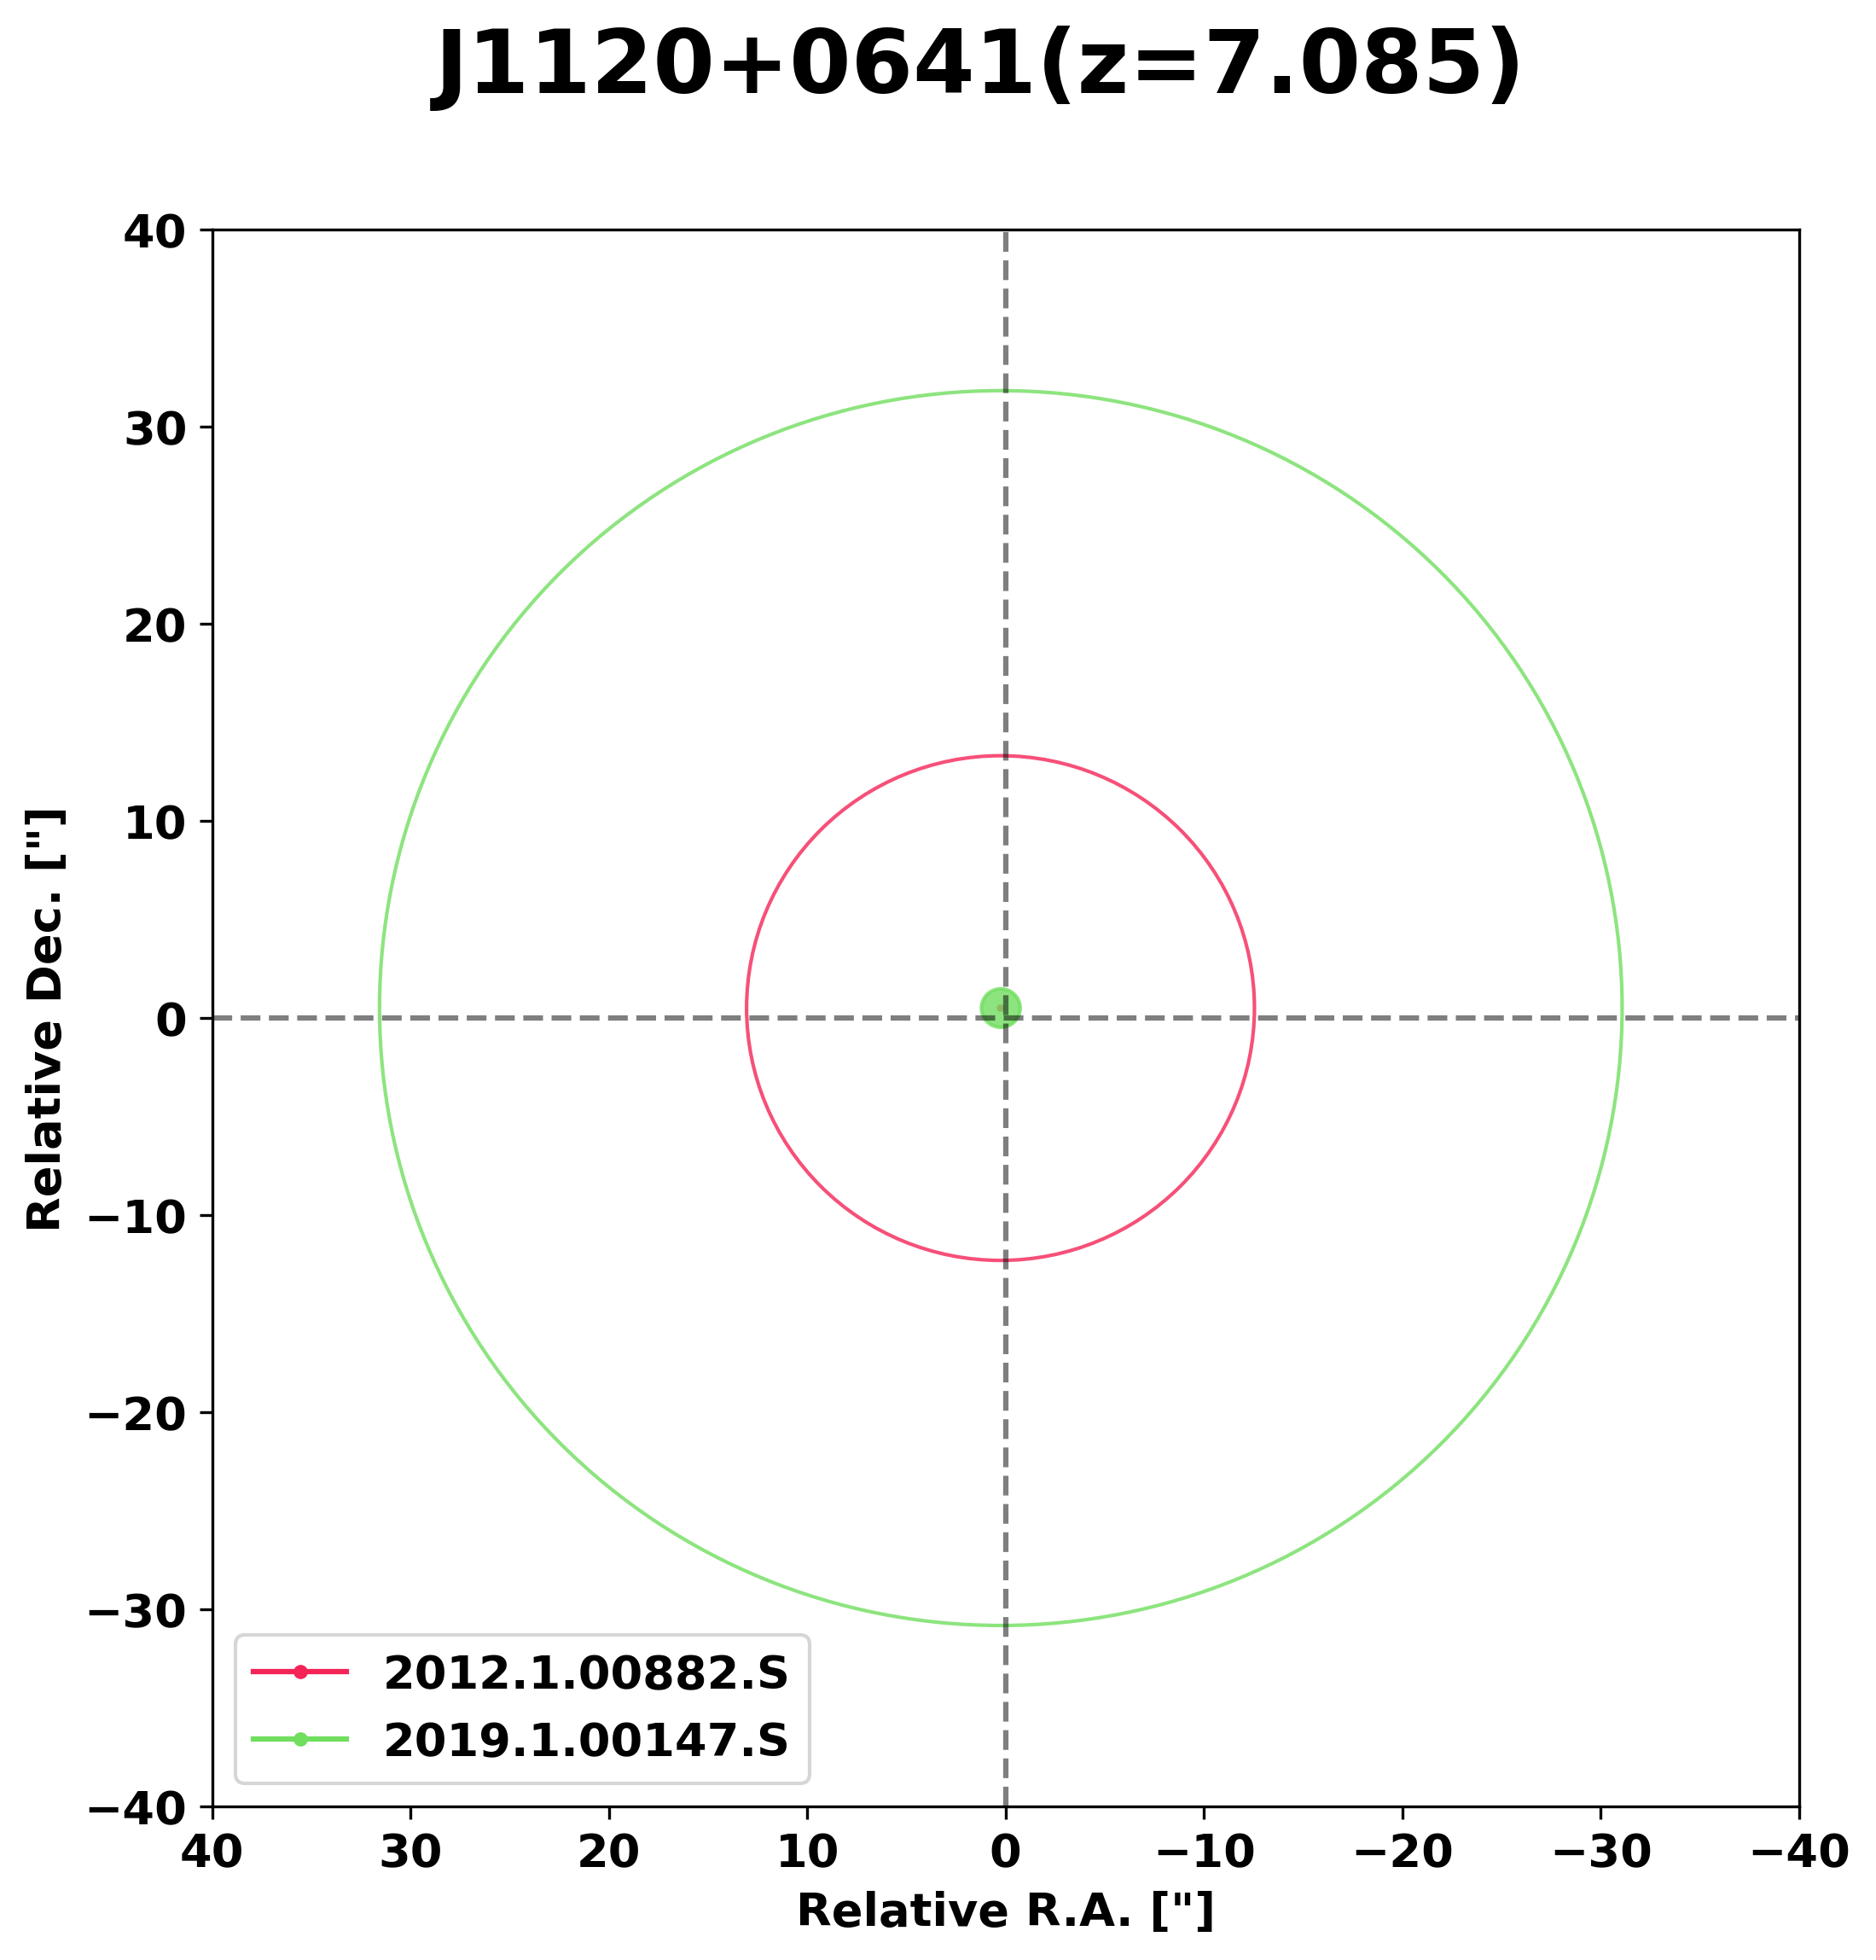 J1120+0641(z=7.085)
40
30
20
10
0
−10
−20
−30
−40
Relative Dec. ["]
2012.1.00882.S
2019.1.00147.S
40 30 20 10 0 −10 −20 −30 −40
Relative R.A. ["]